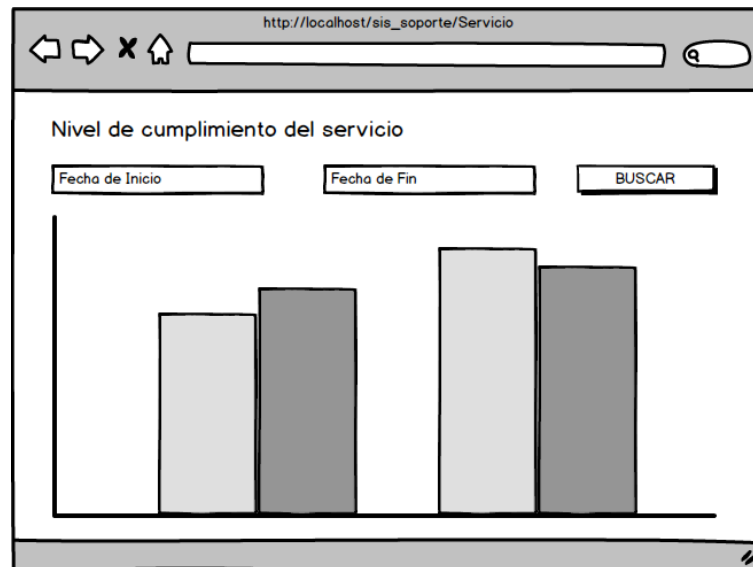 http://localhost/sis_soporte/Servicio
Nivel de cumplimiento del servicio
Fecha de Inicio
Fecha de Fin
BUSCAR